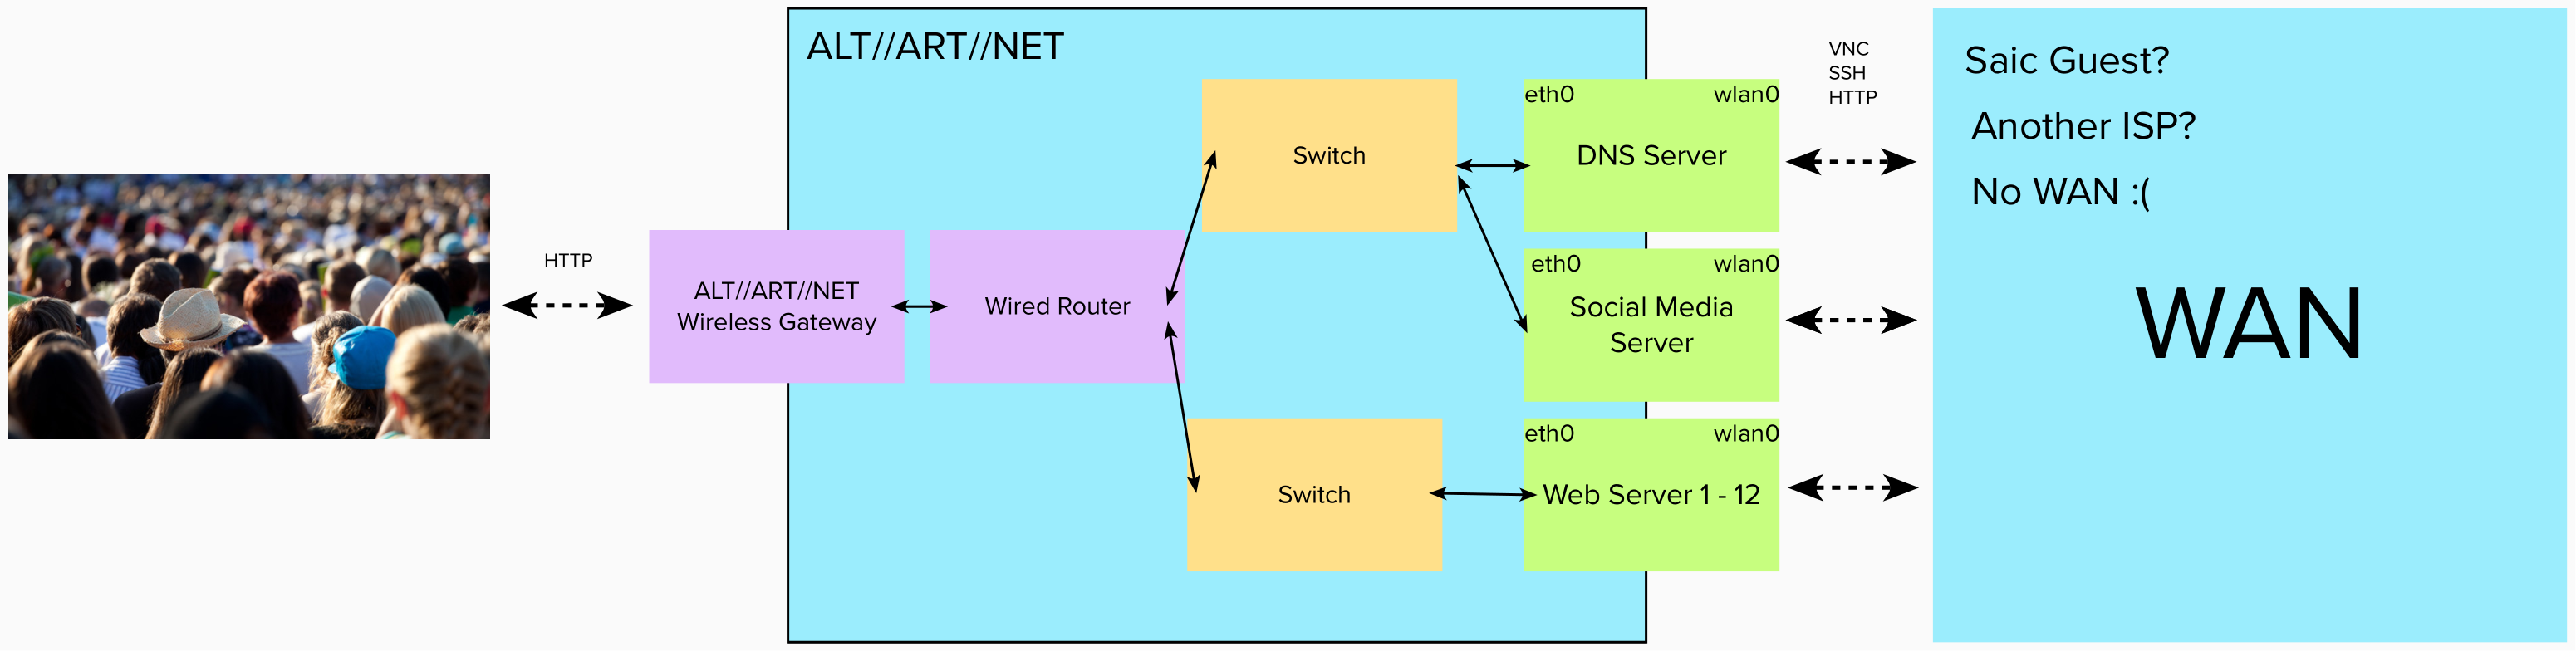 ALT//ART//NET
HTTP
ALT//ART//NET
Wireless Gateway
Wired Router
Switch
Switch
eth0
wlan0
DNS Server
eth0
wlan0
Social Media
Server
eth0
wlan0
Web Server 1 - 12
VNC
SSH
HTTP
Saic Guest?
Another ISP?
No WAN :(
WAN